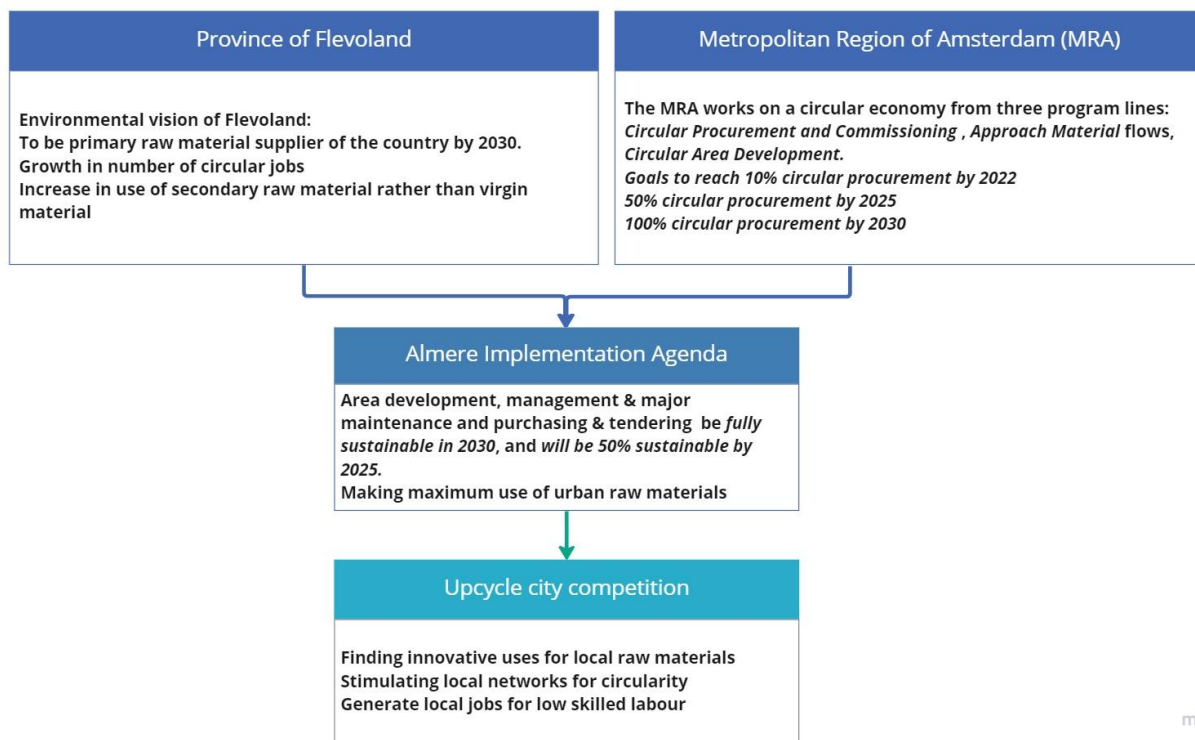 Province of Flevoland
Environmental vision of Flevoland:
To be primary raw material supplier of the country by 2030.
Growth in number of circular jobs
Increase in use of secondary raw material rather than virgin
material
Metropolitan Region of Amsterdam (MRA)
The MRA works on a circular economy from three program lines:
Circular Procurement and Commissioning , Approach Material flows,
Circular Area Development.
Goals to reach 10% circular procurement by 2022
50% circular procurement by 2025
100% circular procurement by 2030
Almere Implementation Agenda
Area development, management & major
maintenance and purchasing & tendering  be fully
sustainable in 2030, and will be 50% sustainable by
2025.
Making maximum use of urban raw materials
Upcycle city competition
Finding innovative uses for local raw materials
Stimulating local networks for circularity
Generate local jobs for low skilled labour